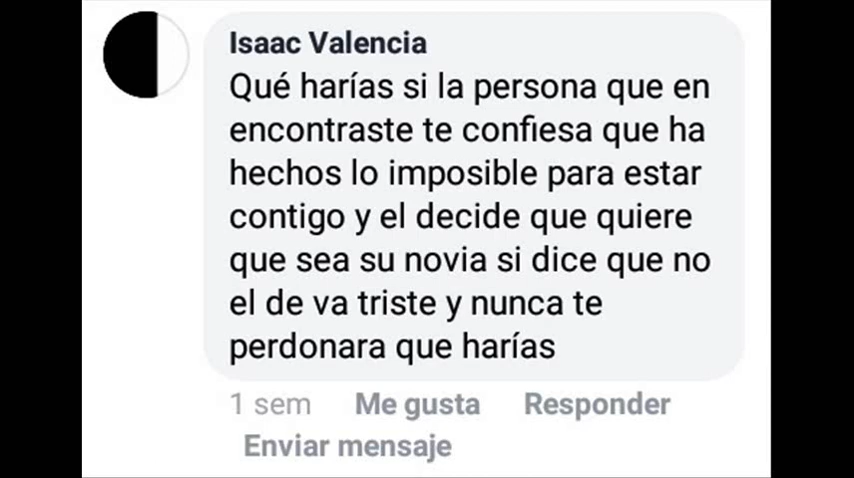 Isaac Valencia
Qué harías si la persona que en
encontraste te confiesa que ha
hechos lo imposible para estar
contigo y el decide que quiere
que sea su novia si dice que no
el de va triste y nunca te
perdonara que harías
1 sem Me gusta Responder
Enviar mensaje